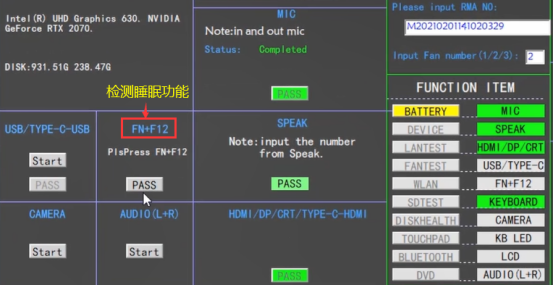 Intel(R) UHD Graphics 630. NVIDIA
GeForce RTX 2070.
DISK:931.51G 238.47G
MIC
Note:in and out mic
Status: Completed
PASS
Please input RMA NO:
M20210201141020329
Input Fan number(1/2/3): 2
检测睡眠功能
USB/TYPE-C-USB
Start
PASS
FN+F12
PlsPress FN+F12
PASS
SPEAK
Note:input the number
from Speak.
PASS
CAMERA
Start
AUDIO(L+R)
Start
HDMI/DP/CRT/TYPE-C-HDMI
PASS
FUNCTION ITEM
BATTERY MIC
DEVICE SPEAK
LANTEST HDMI/DP/CRT
FANTEST USB/TYPE-C
WLAN FN+F12
SDTEST KEYBOARD
DISKHEALTH CAMERA
TOUCHPAD KB LED
BLUETOOTH LCD
DVD AUDIO(L+R)